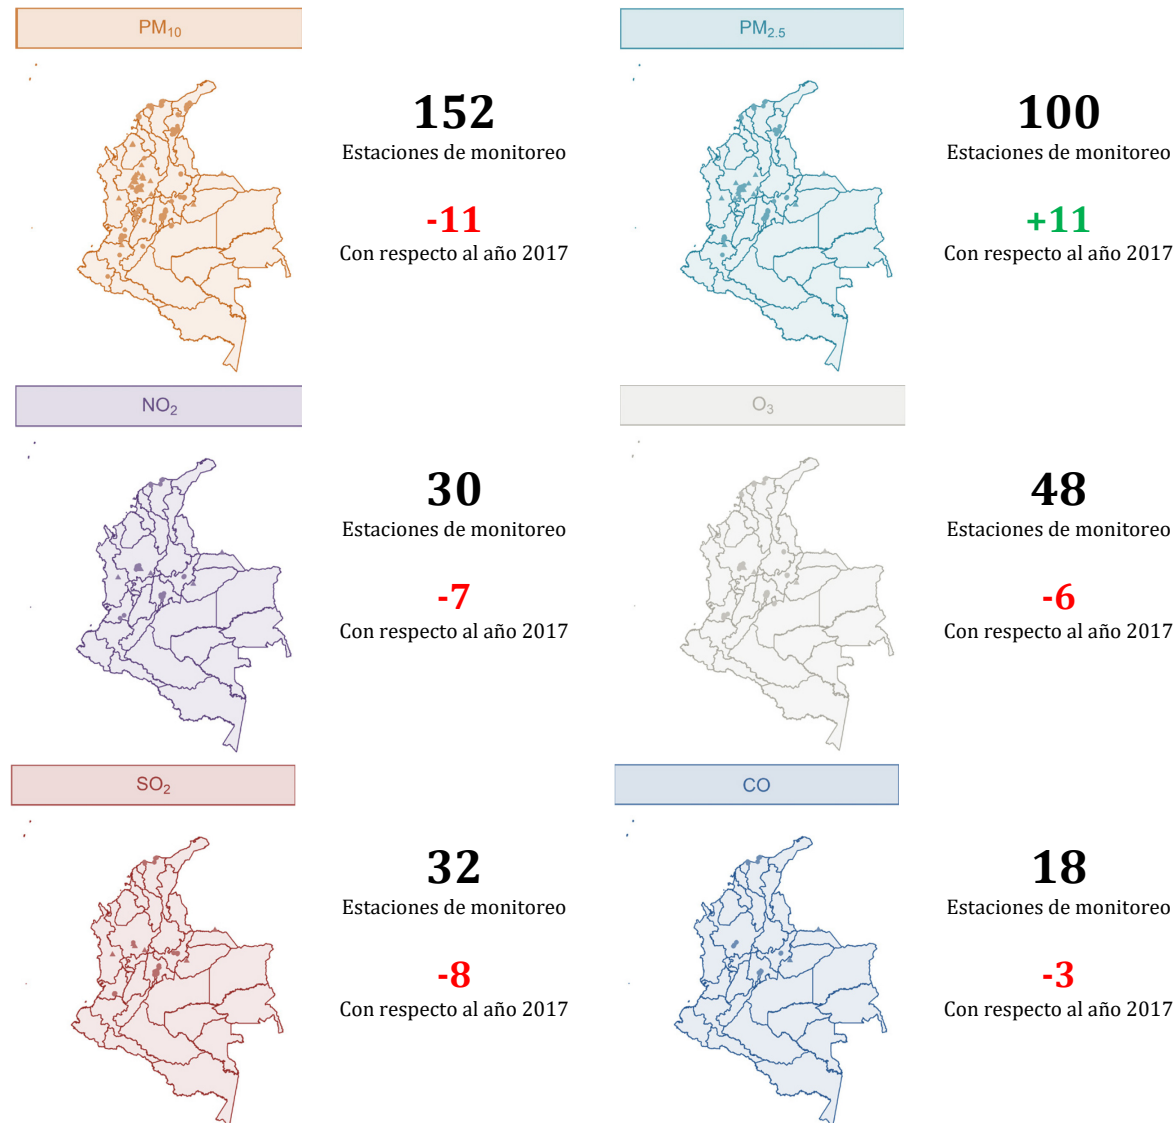 PM₁₀
152
Estaciones de monitoreo
-11
Con respecto al año 2017
PM₂.₅
100
Estaciones de monitoreo
+11
Con respecto al año 2017
NO₂
30
Estaciones de monitoreo
-7
Con respecto al año 2017
O₃
48
Estaciones de monitoreo
-6
Con respecto al año 2017
SO₂
32
Estaciones de monitoreo
-8
Con respecto al año 2017
CO
18
Estaciones de monitoreo
-3
Con respecto al año 2017